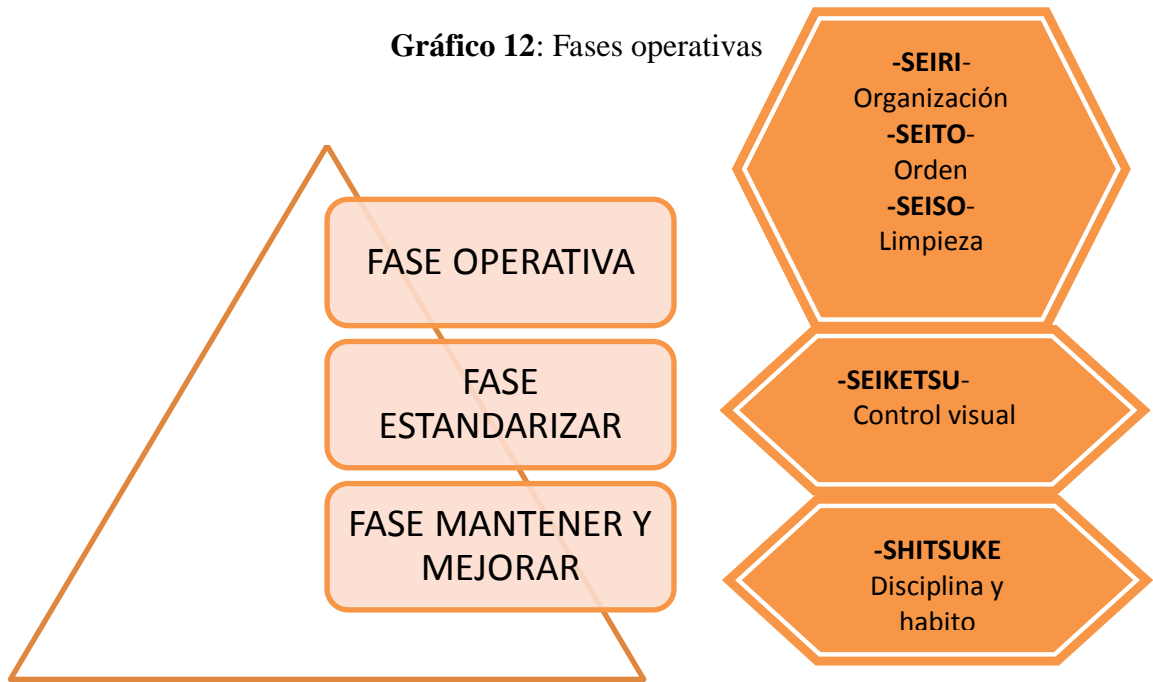 Gráfico 12: Fases operativas
FASE OPERATIVA
FASE
ESTANDARIZAR
FASE MANTENER Y
MEJORAR
-SEIRI-
Organización
-SEITO-
Orden
-SEISO-
Limpieza
-SEIKETSU-
Control visual
-SHITSUKE
Disciplina y
habito